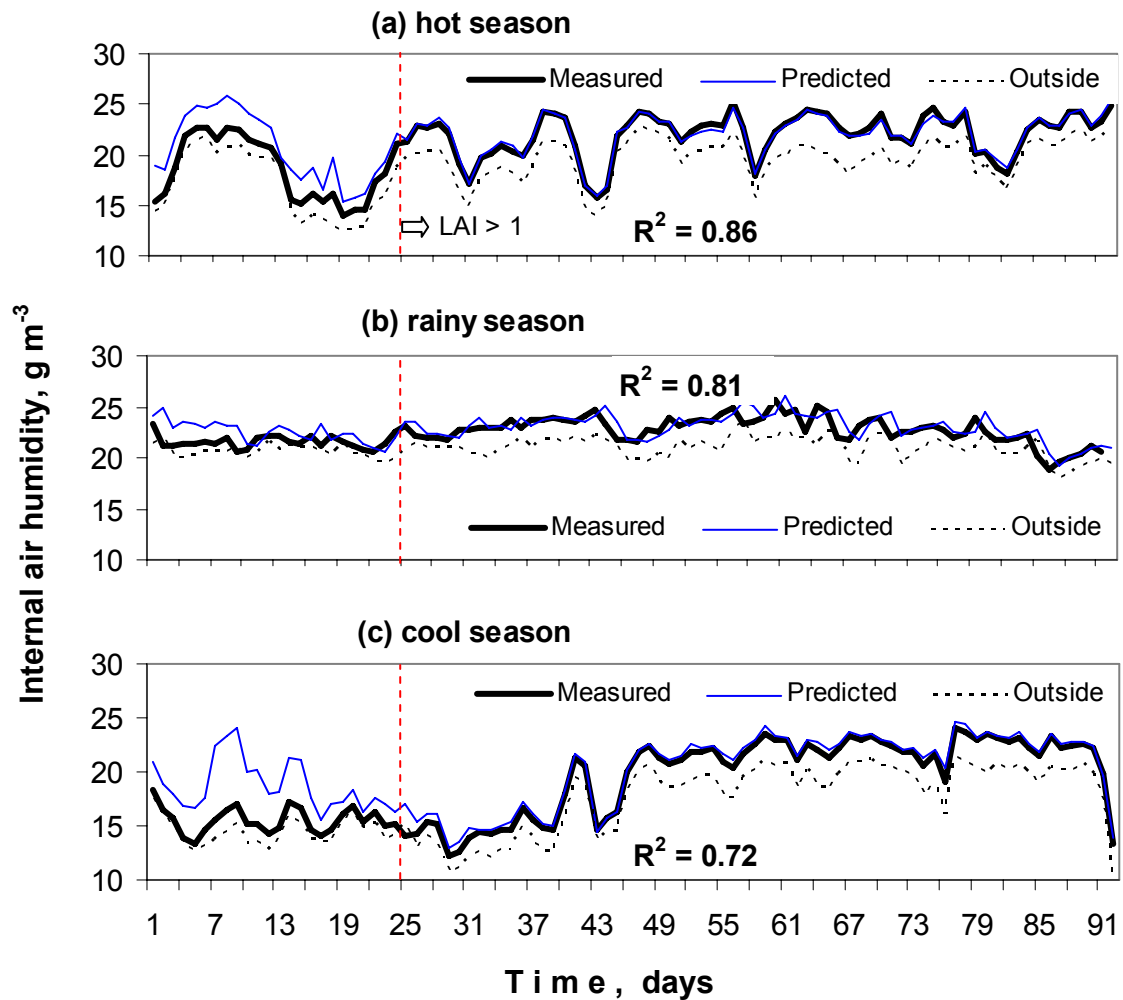 (a) hot season
30
25
20
15
10
Measured Predicted Outside
LAI > 1
R² = 0.86
Internal air humidity, g m⁻³
(b) rainy season
30
25
20
15
10
R² = 0.81
Measured Predicted Outside
(c) cool season
30
25
20
15
10
Measured Predicted Outside
R² = 0.72
1 7 13 19 25 31 37 43 49 55 61 67 73 79 85 91
T i m e , days